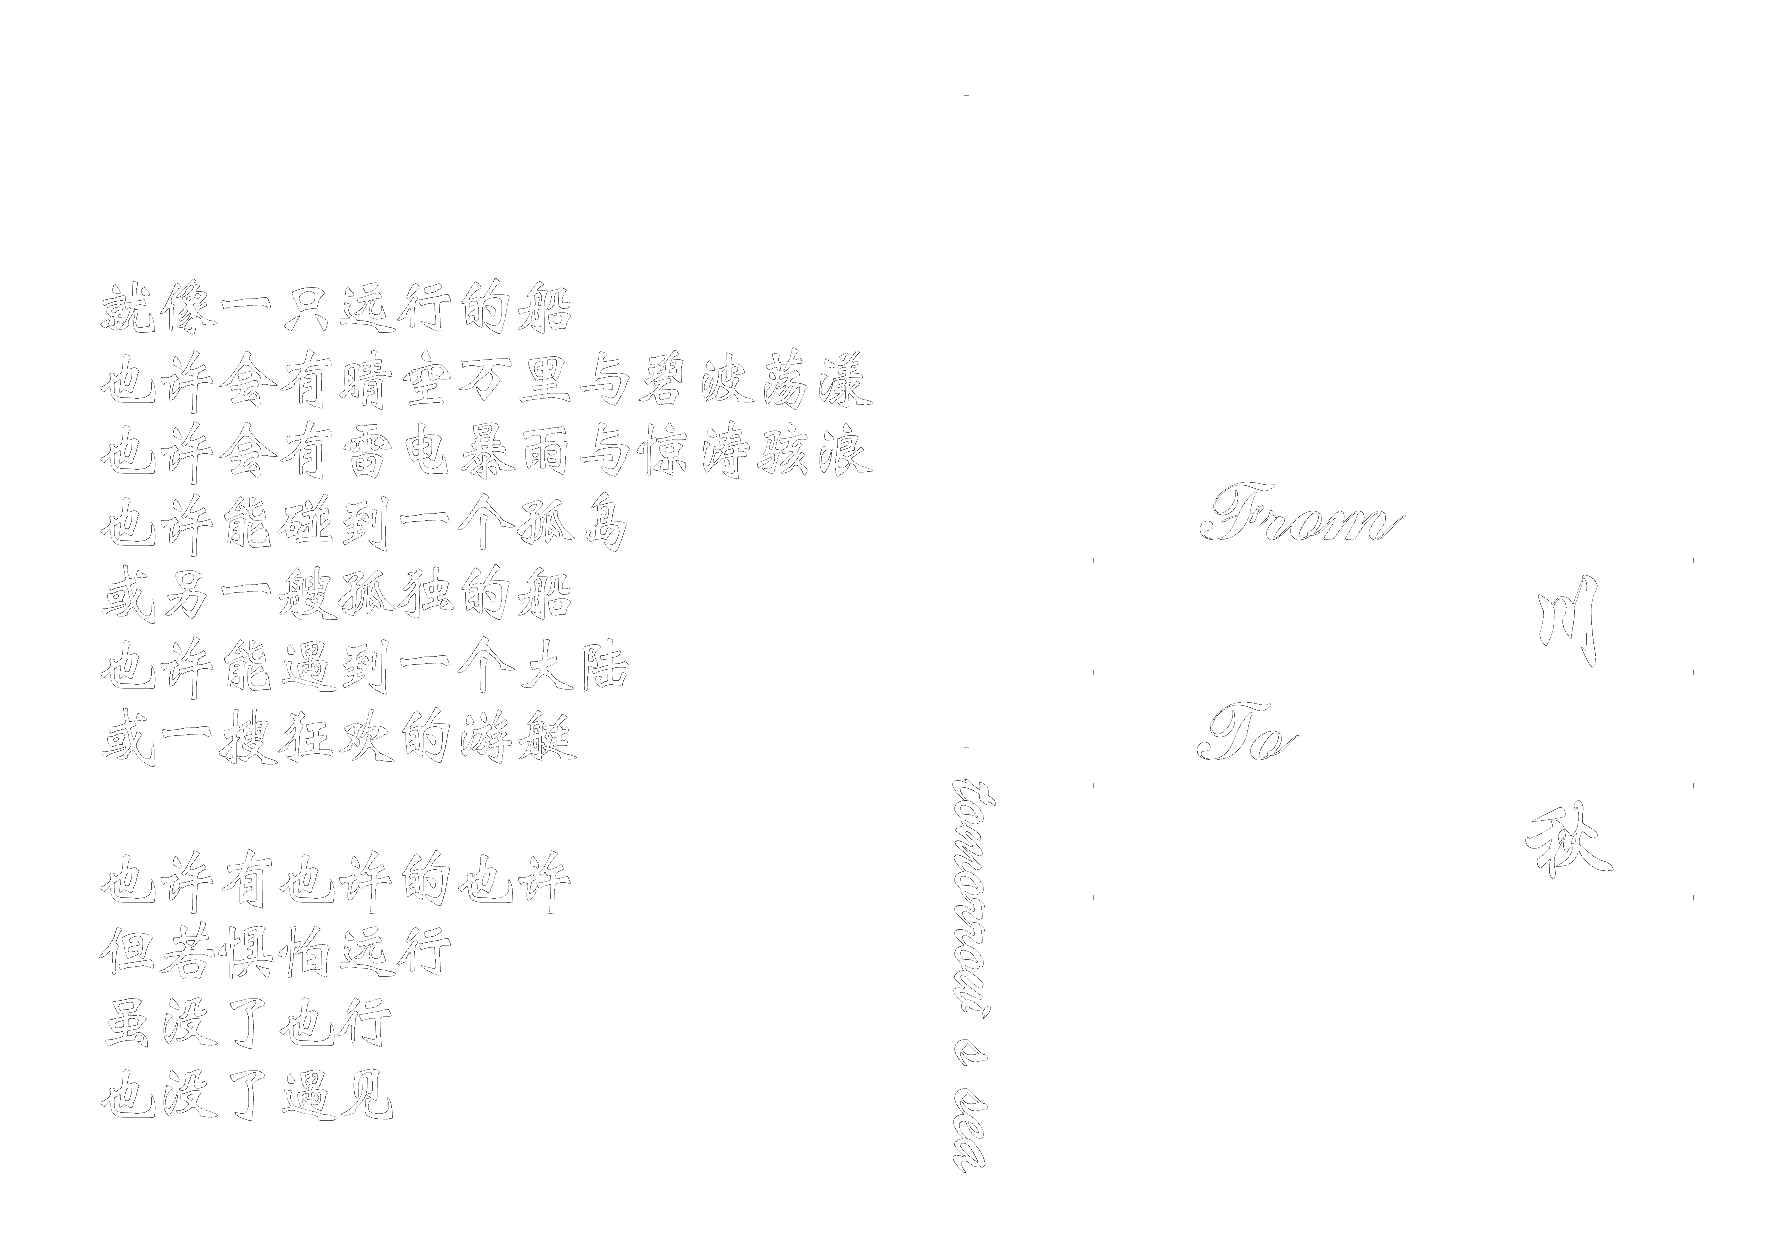 就像一只远行的船
也许会有晴空万里与碧波荡漾
也许会有雷电暴雨与惊涛骇浪
也许能碰到一个孤岛
或另一艘孤独的船
也许能遇到一个大陆
或一搜狂欢的游艇
也许有也许的也许
但若惧怕远行
虽没了也行
也没了遇见
tomorrow's sea
From
川
To
秋